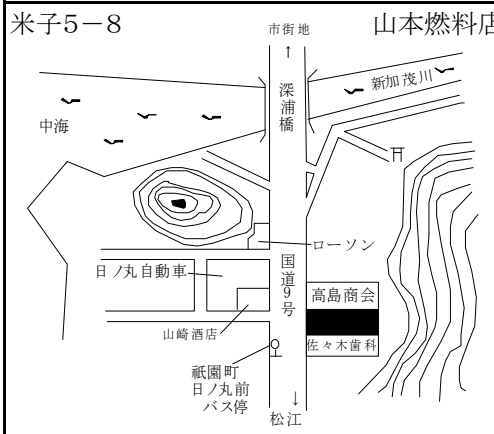 米子5－8
山本燃料店
市街地
↑
深浦橋
新加茂川
中海
ローソン
日ノ丸自動車
国道9号
高島商会
山崎酒店
佐々木歯科
祇園町
日ノ丸前
バス停
↓
松江